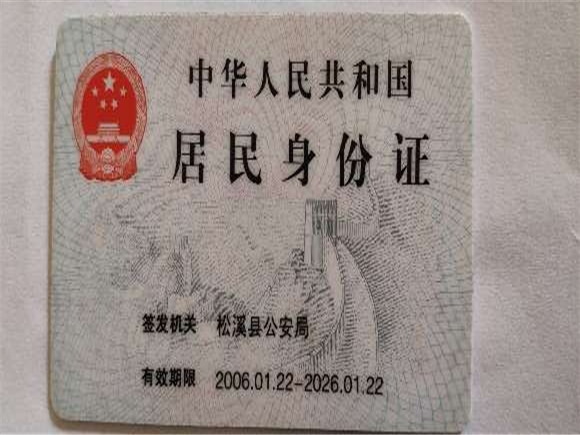 中华人民共和国
居民身份证
签发机关 松溪县公安局
有效期限 2006.01.22-2026.01.22